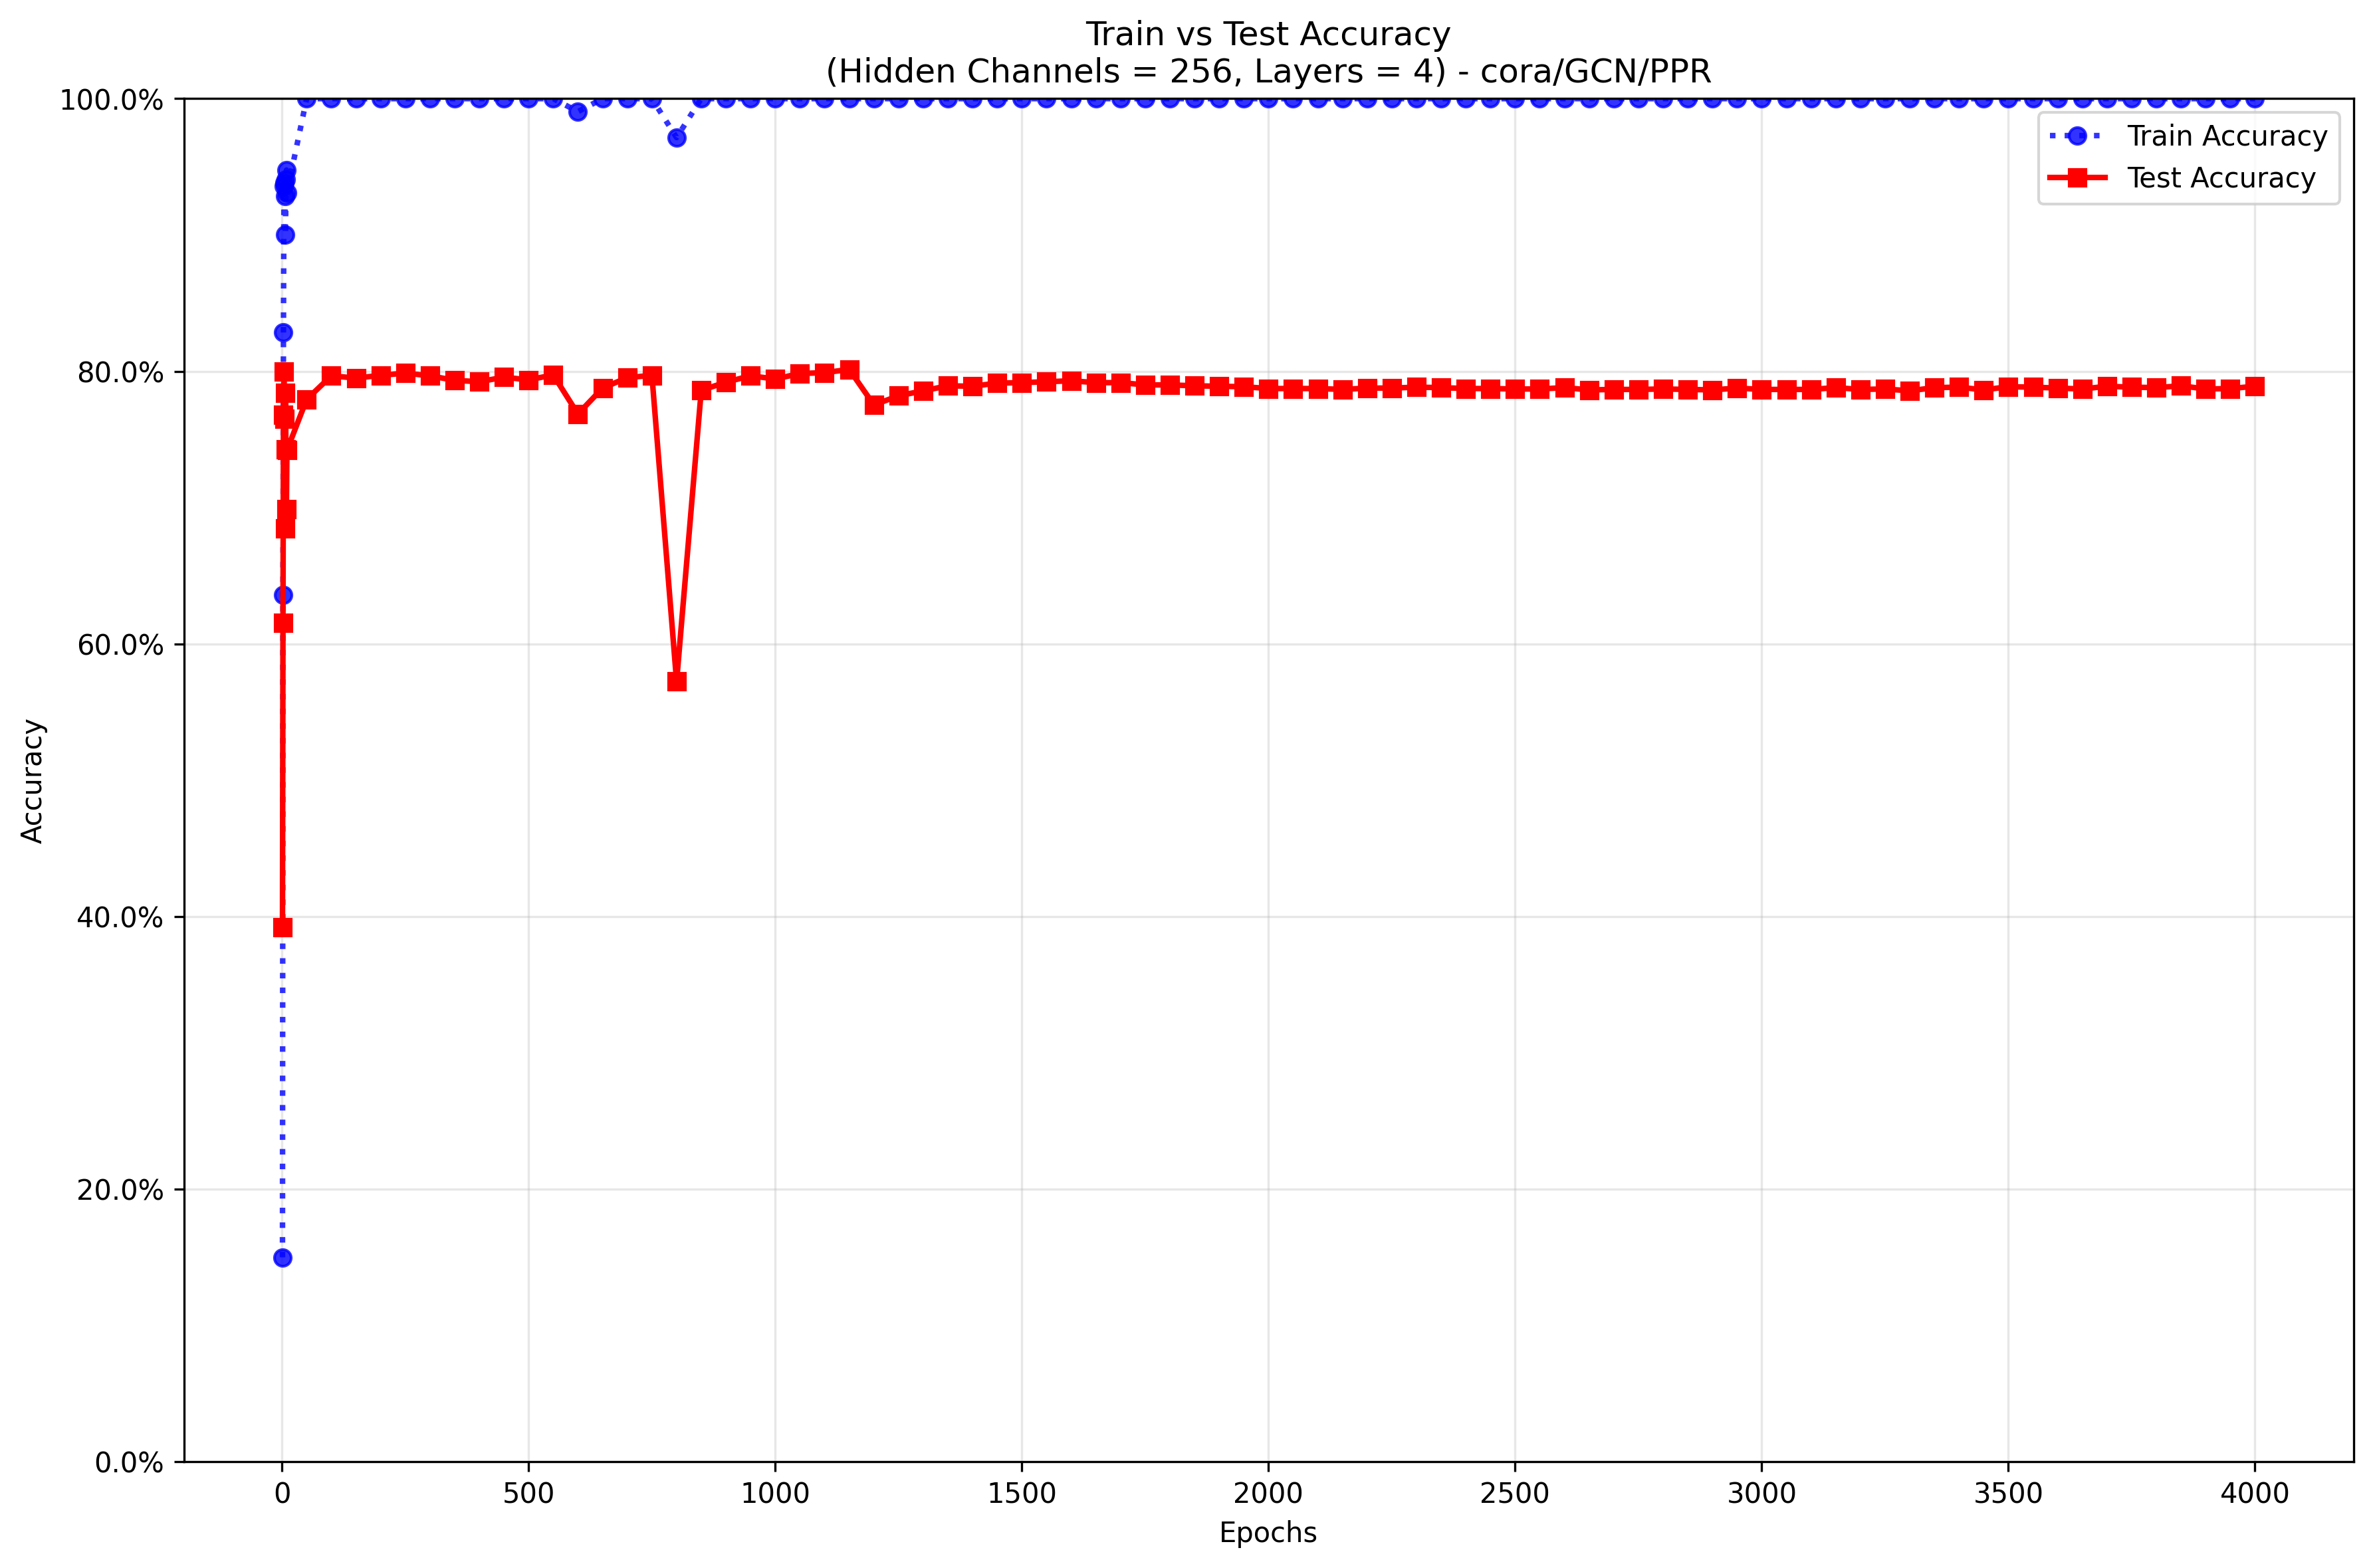 Train vs Test Accuracy
(Hidden Channels = 256, Layers = 4) - cora/GCN/PPR
100.0%
80.0%
60.0%
40.0%
20.0%
0.0%
Accuracy
Train Accuracy
Test Accuracy
0 500 1000 1500 2000 2500 3000 3500 4000
Epochs